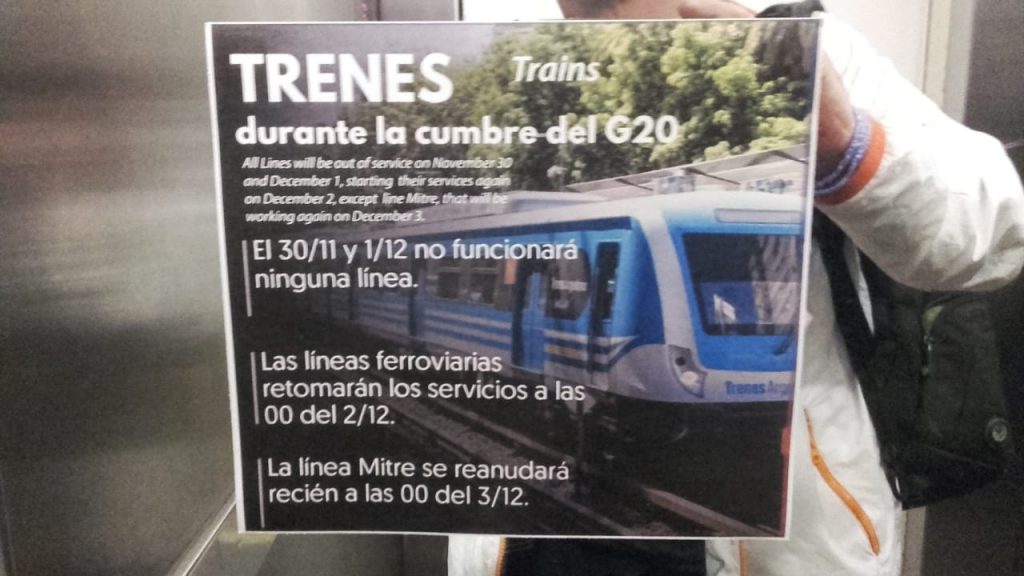 TRENES
Trains
durante la cumbre del G20
All Lines will be out of service on November 30
and December 1, starting their services again
on December 2, except line Mitre, that will be
working again on December 3.
El 30/11 y 1/12 no funcionará
ninguna línea.
Las líneas ferroviarias
retomarán los servicios a las
00 del 2/12.
La línea Mitre se reanudará
recién a las 00 del 3/12.
Trenes